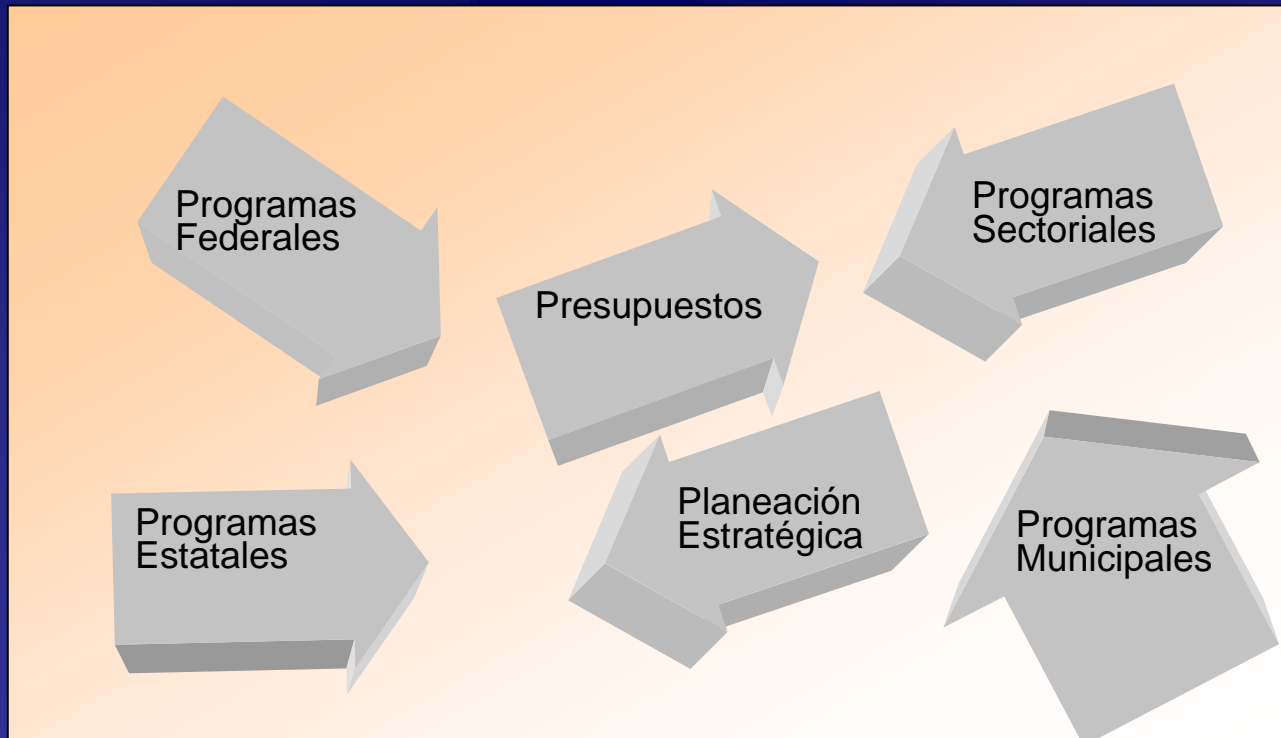 Programas
Federales
Presupuestos
Programas
Sectoriales
Programas
Estatales
Planeación
Estratégica
Programas
Municipales